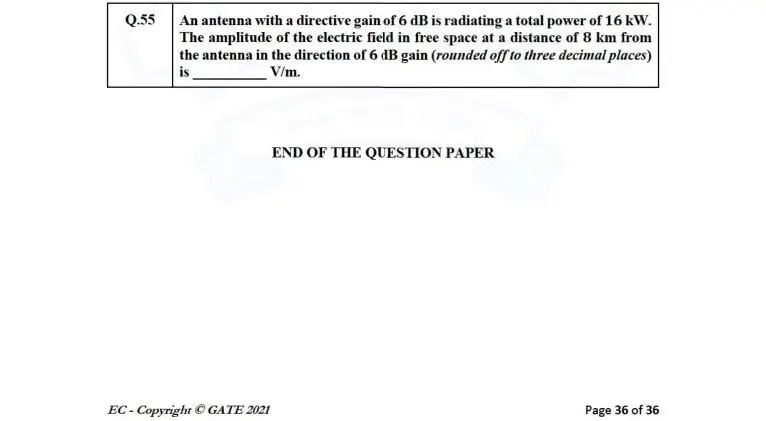 Q.55 An antenna with a directive gain of 6 dB is radiating a total power of 16 kW.
The amplitude of the electric field in free space at a distance of 8 km from
the antenna in the direction of 6 dB gain (rounded off to three decimal places)
is __________ V/m.
END OF THE QUESTION PAPER
EC - Copyright © GATE 2021 Page 36 of 36